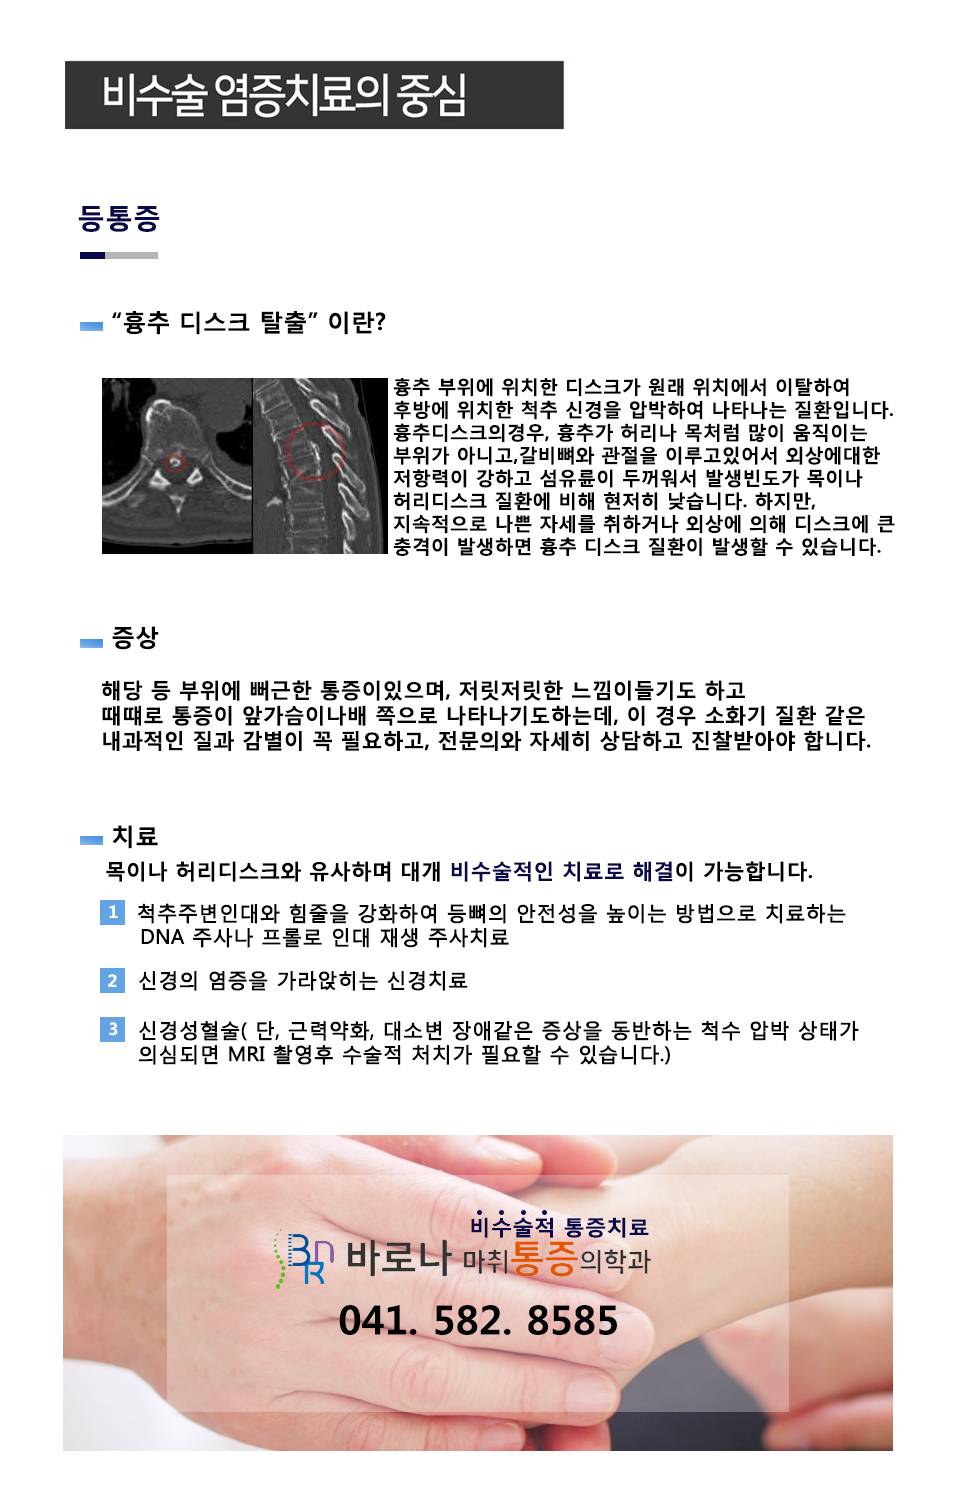 비수술 염증치료의 중심
등통증
“흉추 디스크 탈출” 이란?
흉추 부위에 위치한 디스크가 원래 위치에서 이탈하여
후방에 위치한 척추 신경을 압박하여 나타나는 질환입니다.
흉추디스크의경우, 흉추가 허리나 목처럼 많이 움직이는
부위가 아니고,갈비뼈와 관절을 이루고있어서 외상에대한
저항력이 강하고 섬유륜이 두꺼워서 발생빈도가 목이나
허리디스크 질환에 비해 현저히 낮습니다. 하지만,
지속적으로 나쁜 자세를 취하거나 외상에 의해 디스크에 큰
충격이 발생하면 흉추 디스크 질환이 발생할 수 있습니다.
증상
해당 등 부위에 뻐근한 통증이있으며, 저릿저릿한 느낌이들기도 하고
때떄로 통증이 앞가슴이나배 쪽으로 나타나기도하는데, 이 경우 소화기 질환 같은
내과적인 질과 감별이 꼭 필요하고, 전문의와 자세히 상담하고 진찰받아야 합니다.
치료
목이나 허리디스크와 유사하며 대개 비수술적인 치료로 해결이 가능합니다.
1 척추주변인대와 힘줄을 강화하여 등뼈의 안전성을 높이는 방법으로 치료하는
DNA 주사나 프롤로 인대 재생 주사치료
2 신경의 염증을 가라앉히는 신경치료
3 신경성혈술( 단, 근력약화, 대소변 장애같은 증상을 동반하는 척수 압박 상태가
의심되면 MRI 촬영후 수술적 처치가 필요할 수 있습니다.)
비수술적 통증치료
BNR 바로나 마취통증의학과
041. 582. 8585